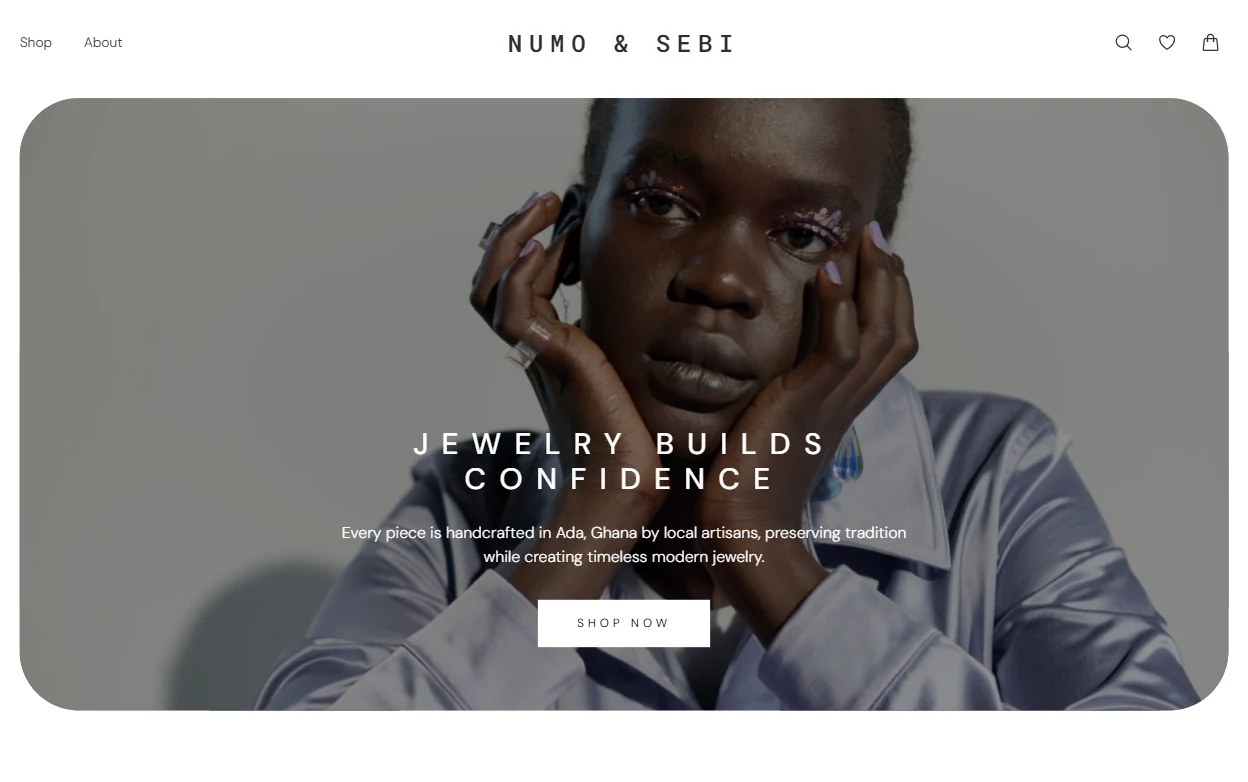 Shop
About
NUMO & SEBI
JEWELRY BUILDS
CONFIDENCE
Every piece is handcrafted in Ada, Ghana by local artisans, preserving tradition
while creating timeless modern jewelry.
SHOP NOW